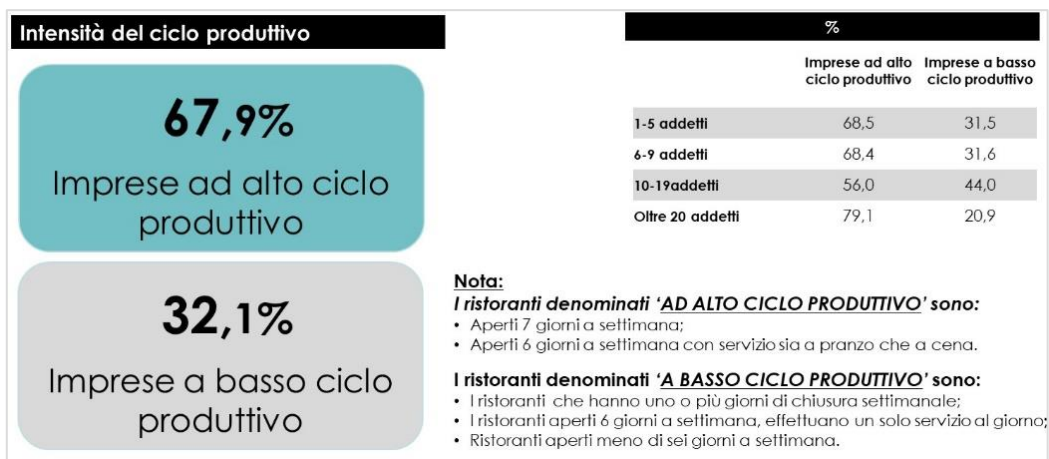 Intensità del ciclo produttivo
67,9%
Imprese ad alto ciclo
produttivo
32,1%
Imprese a basso ciclo
produttivo
%
Imprese ad alto ciclo produttivo Imprese a basso ciclo produttivo
1-5 addetti 68,5 31,5
6-9 addetti 68,4 31,6
10-19addetti 56,0 44,0
Oltre 20 addetti 79,1 20,9
Nota:
I ristoranti denominati ‘AD ALTO CICLO PRODUTTIVO’ sono:
• Aperti 7 giorni a settimana;
• Aperti 6 giorni a settimana con servizio sia a pranzo che a cena.
I ristoranti denominati ‘A BASSO CICLO PRODUTTIVO’ sono:
• I ristoranti che hanno uno o più giorni di chiusura settimanale;
• I ristoranti aperti 6 giorni a settimana, effettuano un solo servizio al giorno;
• Ristoranti aperti meno di sei giorni a settimana.